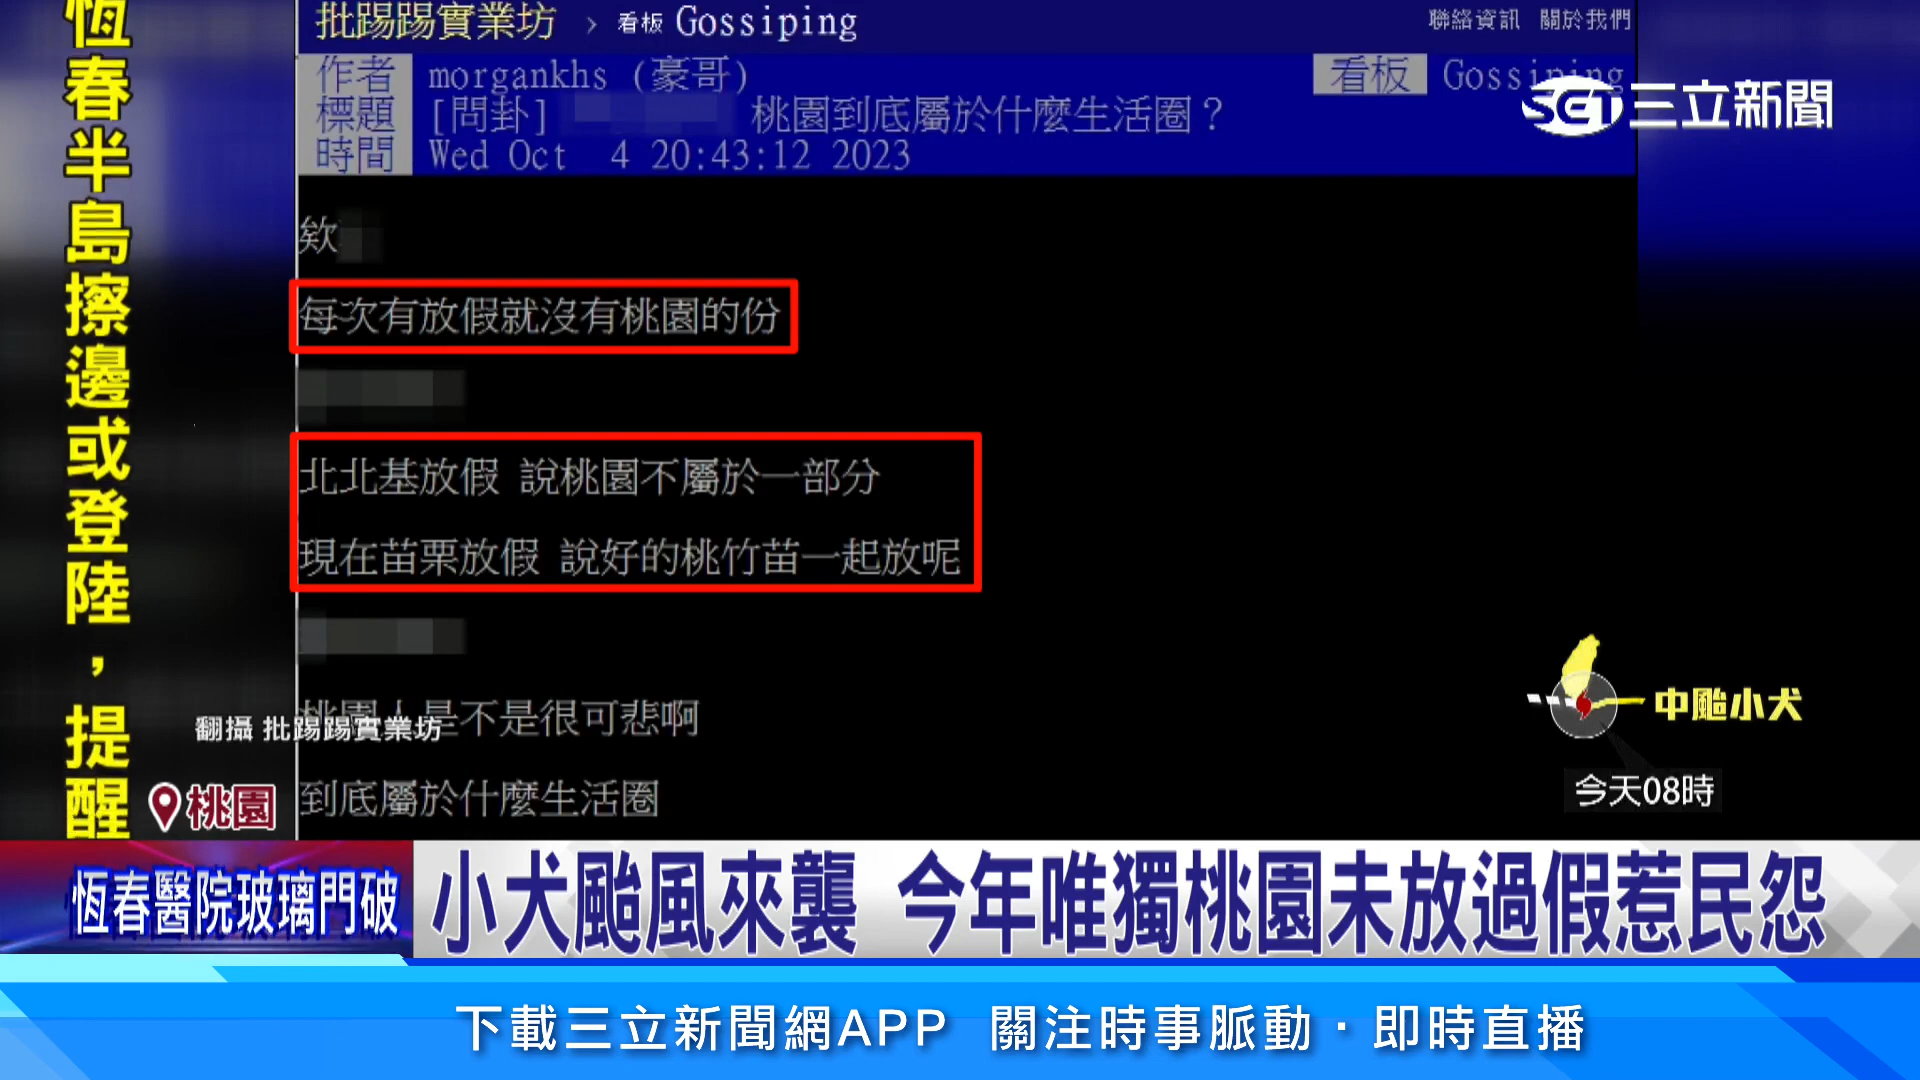 恆春半島擦邊或登陸，提醒
批踢踢實業坊 › 看板 Gossiping
聯絡資訊 關於我們
作者 morgankhs (豪哥)
看板 Gossiping
標題 [問卦] 桃園到底屬於什麼生活圈？
時間 Wed Oct 4 20:43:12 2023
SET三立新聞
欸
每次有放假就沒有桃園的份
北北基放假 說桃園不屬於一部分
現在苗栗放假 說好的桃竹苗一起放呢
桃園人是不是很可悲啊
到底屬於什麼生活圈
翻攝 批踢踢實業坊
桃園
中颱小犬
今天08時
恆春醫院玻璃門破
小犬颱風來襲 今年唯獨桃園未放過假惹民怨
下載三立新聞網APP 關注時事脈動·即時直播